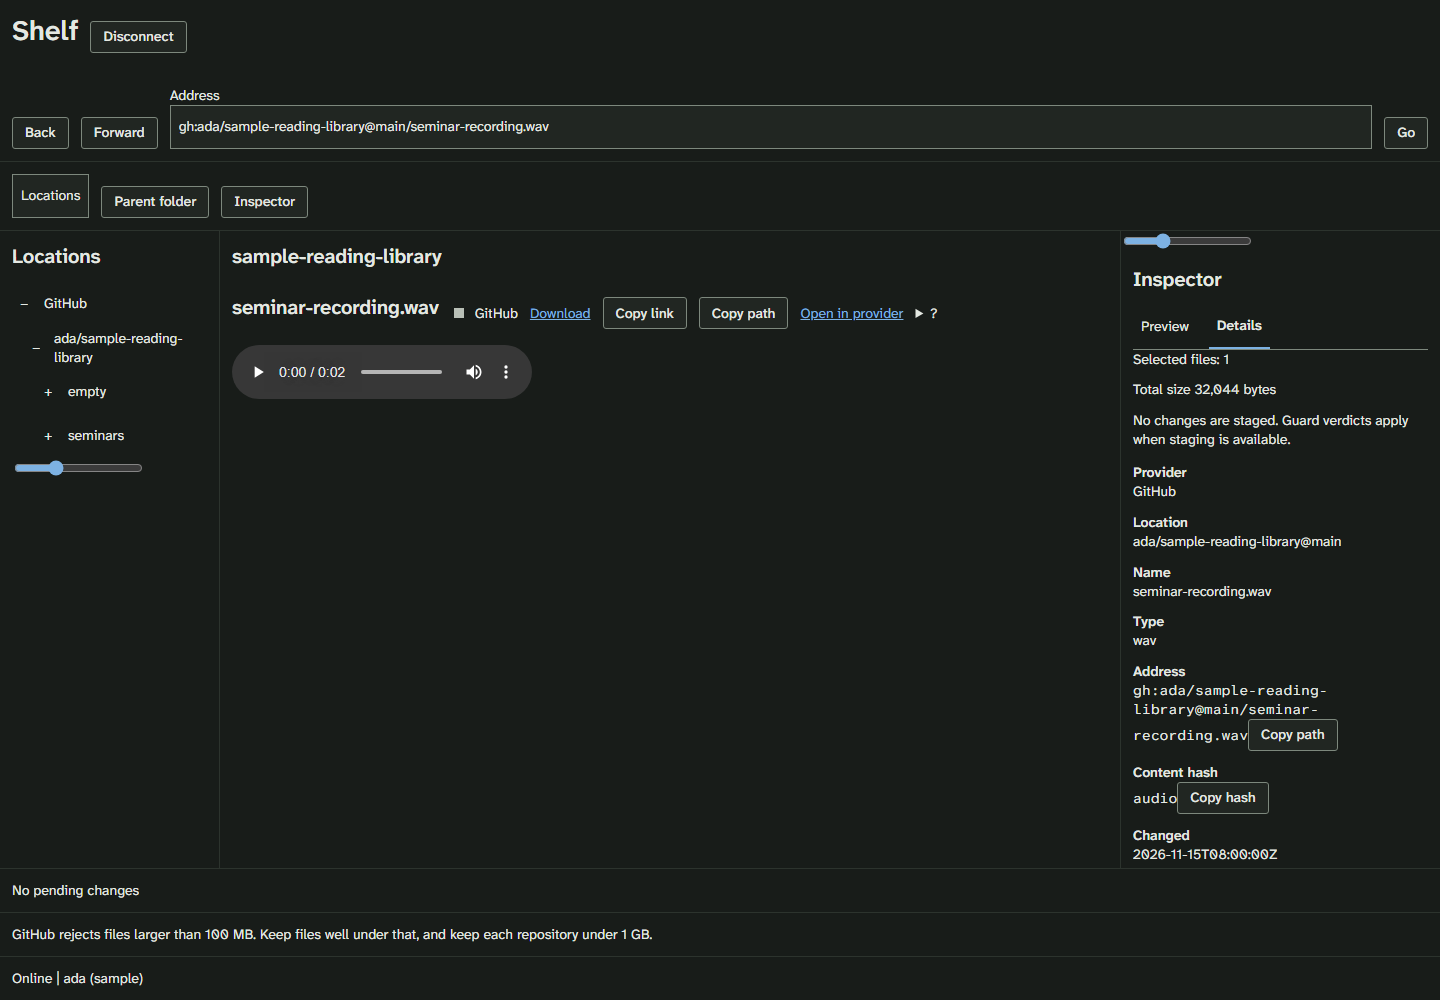 Shelf
Disconnect
Address
Back
Forward
gh:ada/sample-reading-library@main/seminar-recording.wav
Go
Locations
Parent folder
Inspector
Locations
– GitHub
– ada/sample-reading-
library
+ empty
+ seminars
sample-reading-library
seminar-recording.wav
GitHub
Download
Copy link
Copy path
Open in provider
?
0:00 / 0:02
Inspector
Preview
Details
Selected files: 1
Total size 32,044 bytes
No changes are staged. Guard verdicts apply
when staging is available.
Provider
GitHub
Location
ada/sample-reading-library@main
Name
seminar-recording.wav
Type
wav
Address
gh:ada/sample-reading-
library@main/seminar-
recording.wav
Copy path
Content hash
audio
Copy hash
Changed
2026-11-15T08:00:00Z
No pending changes
GitHub rejects files larger than 100 MB. Keep files well under that, and keep each repository under 1 GB.
Online | ada (sample)